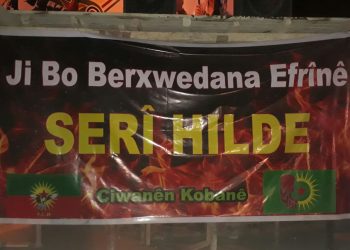 Ji Bo Berxwedana Efrînê
SERÎ HILDE
Ciwanên Kobanê